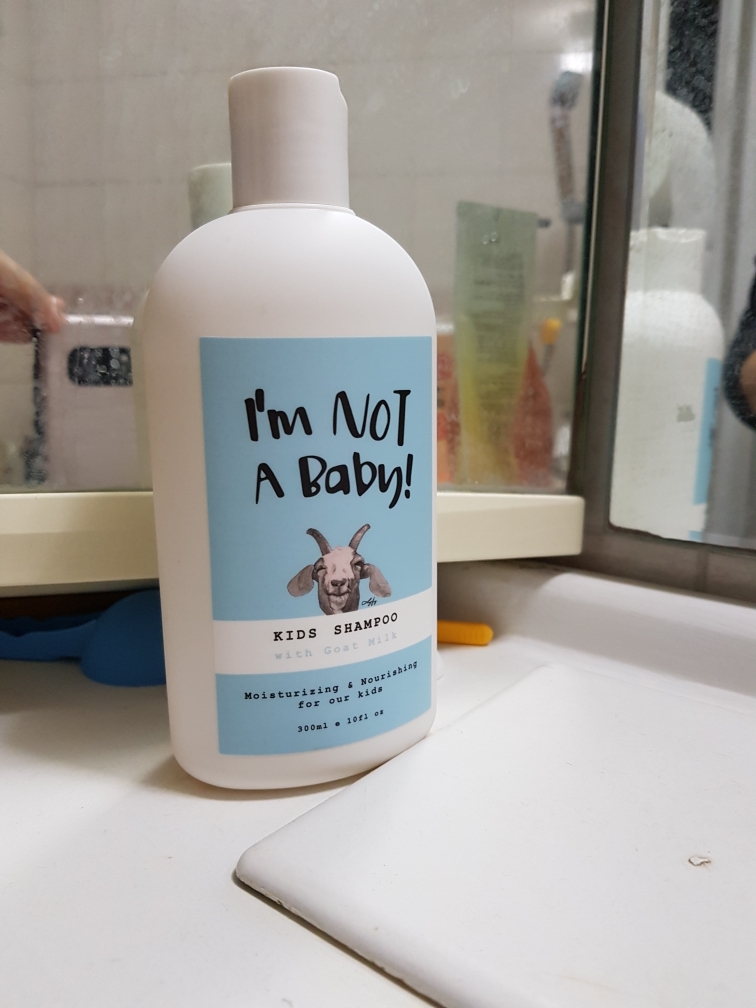 I'm NOT
A Baby!
KIDS SHAMPOO
with Goat Milk
Moisturizing & Nourishing
for our kids
300ml e 10fl oz